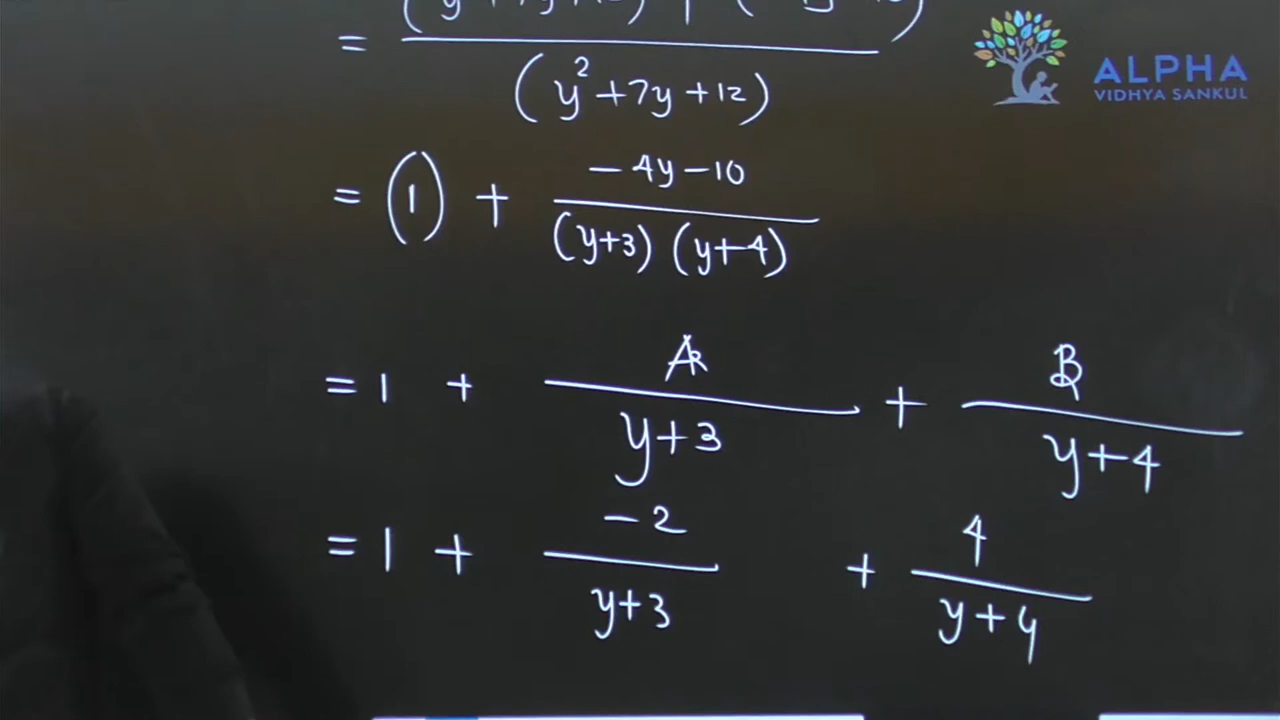 ALPHA
VIDHYA SANKUL
=
(y²+7y+12)
= (1) + -4y-10
(y+3) (y+4)
= 1 + A/(y+3) + B/(y+4)
= 1 + -2/(y+3) + 4/(y+4)